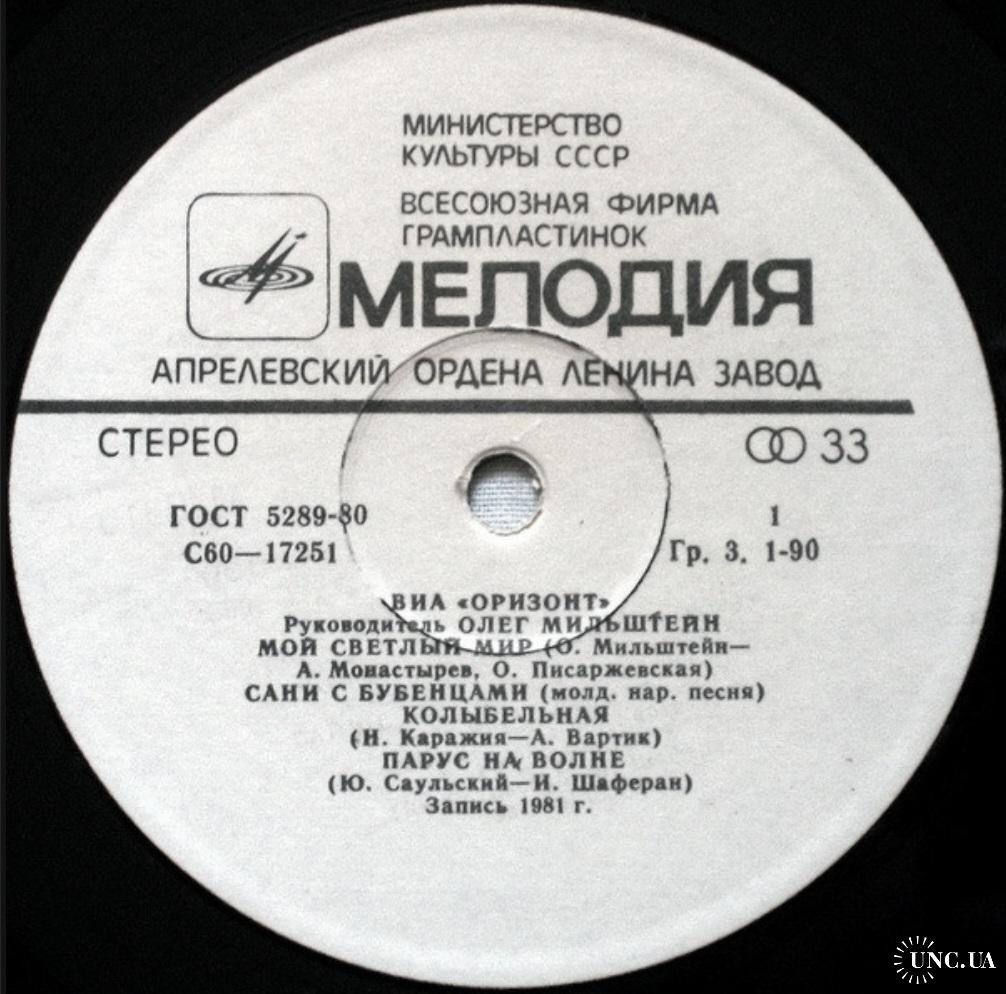 МИНИСТЕРСТВО
КУЛЬТУРЫ СССР
ВСЕСОЮЗНАЯ ФИРМА
ГРАМПЛАСТИНОК
МЕЛОДИЯ
АПРЕЛЕВСКИЙ ОРДЕНА ЛЕНИНА ЗАВОД
СТЕРЕО 33
ГОСТ 5289-80 1
С60—17251 Гр. 3. 1-90
ВИА «ОРИЗОНТ»
Руководитель ОЛЕГ МИЛЬШТЕЙН
МОЙ СВЕТЛЫЙ МИР (О. Мильштейн—
А. Монастырев, О. Писаржевская)
САНИ С БУБЕНЦАМИ (молд. нар. песня)
КОЛЫБЕЛЬНАЯ
(Н. Каражия—А. Вартик)
ПАРУС НА ВОЛНЕ
(Ю. Саульский—И. Шаферан)
Запись 1981 г.
UNC.UA